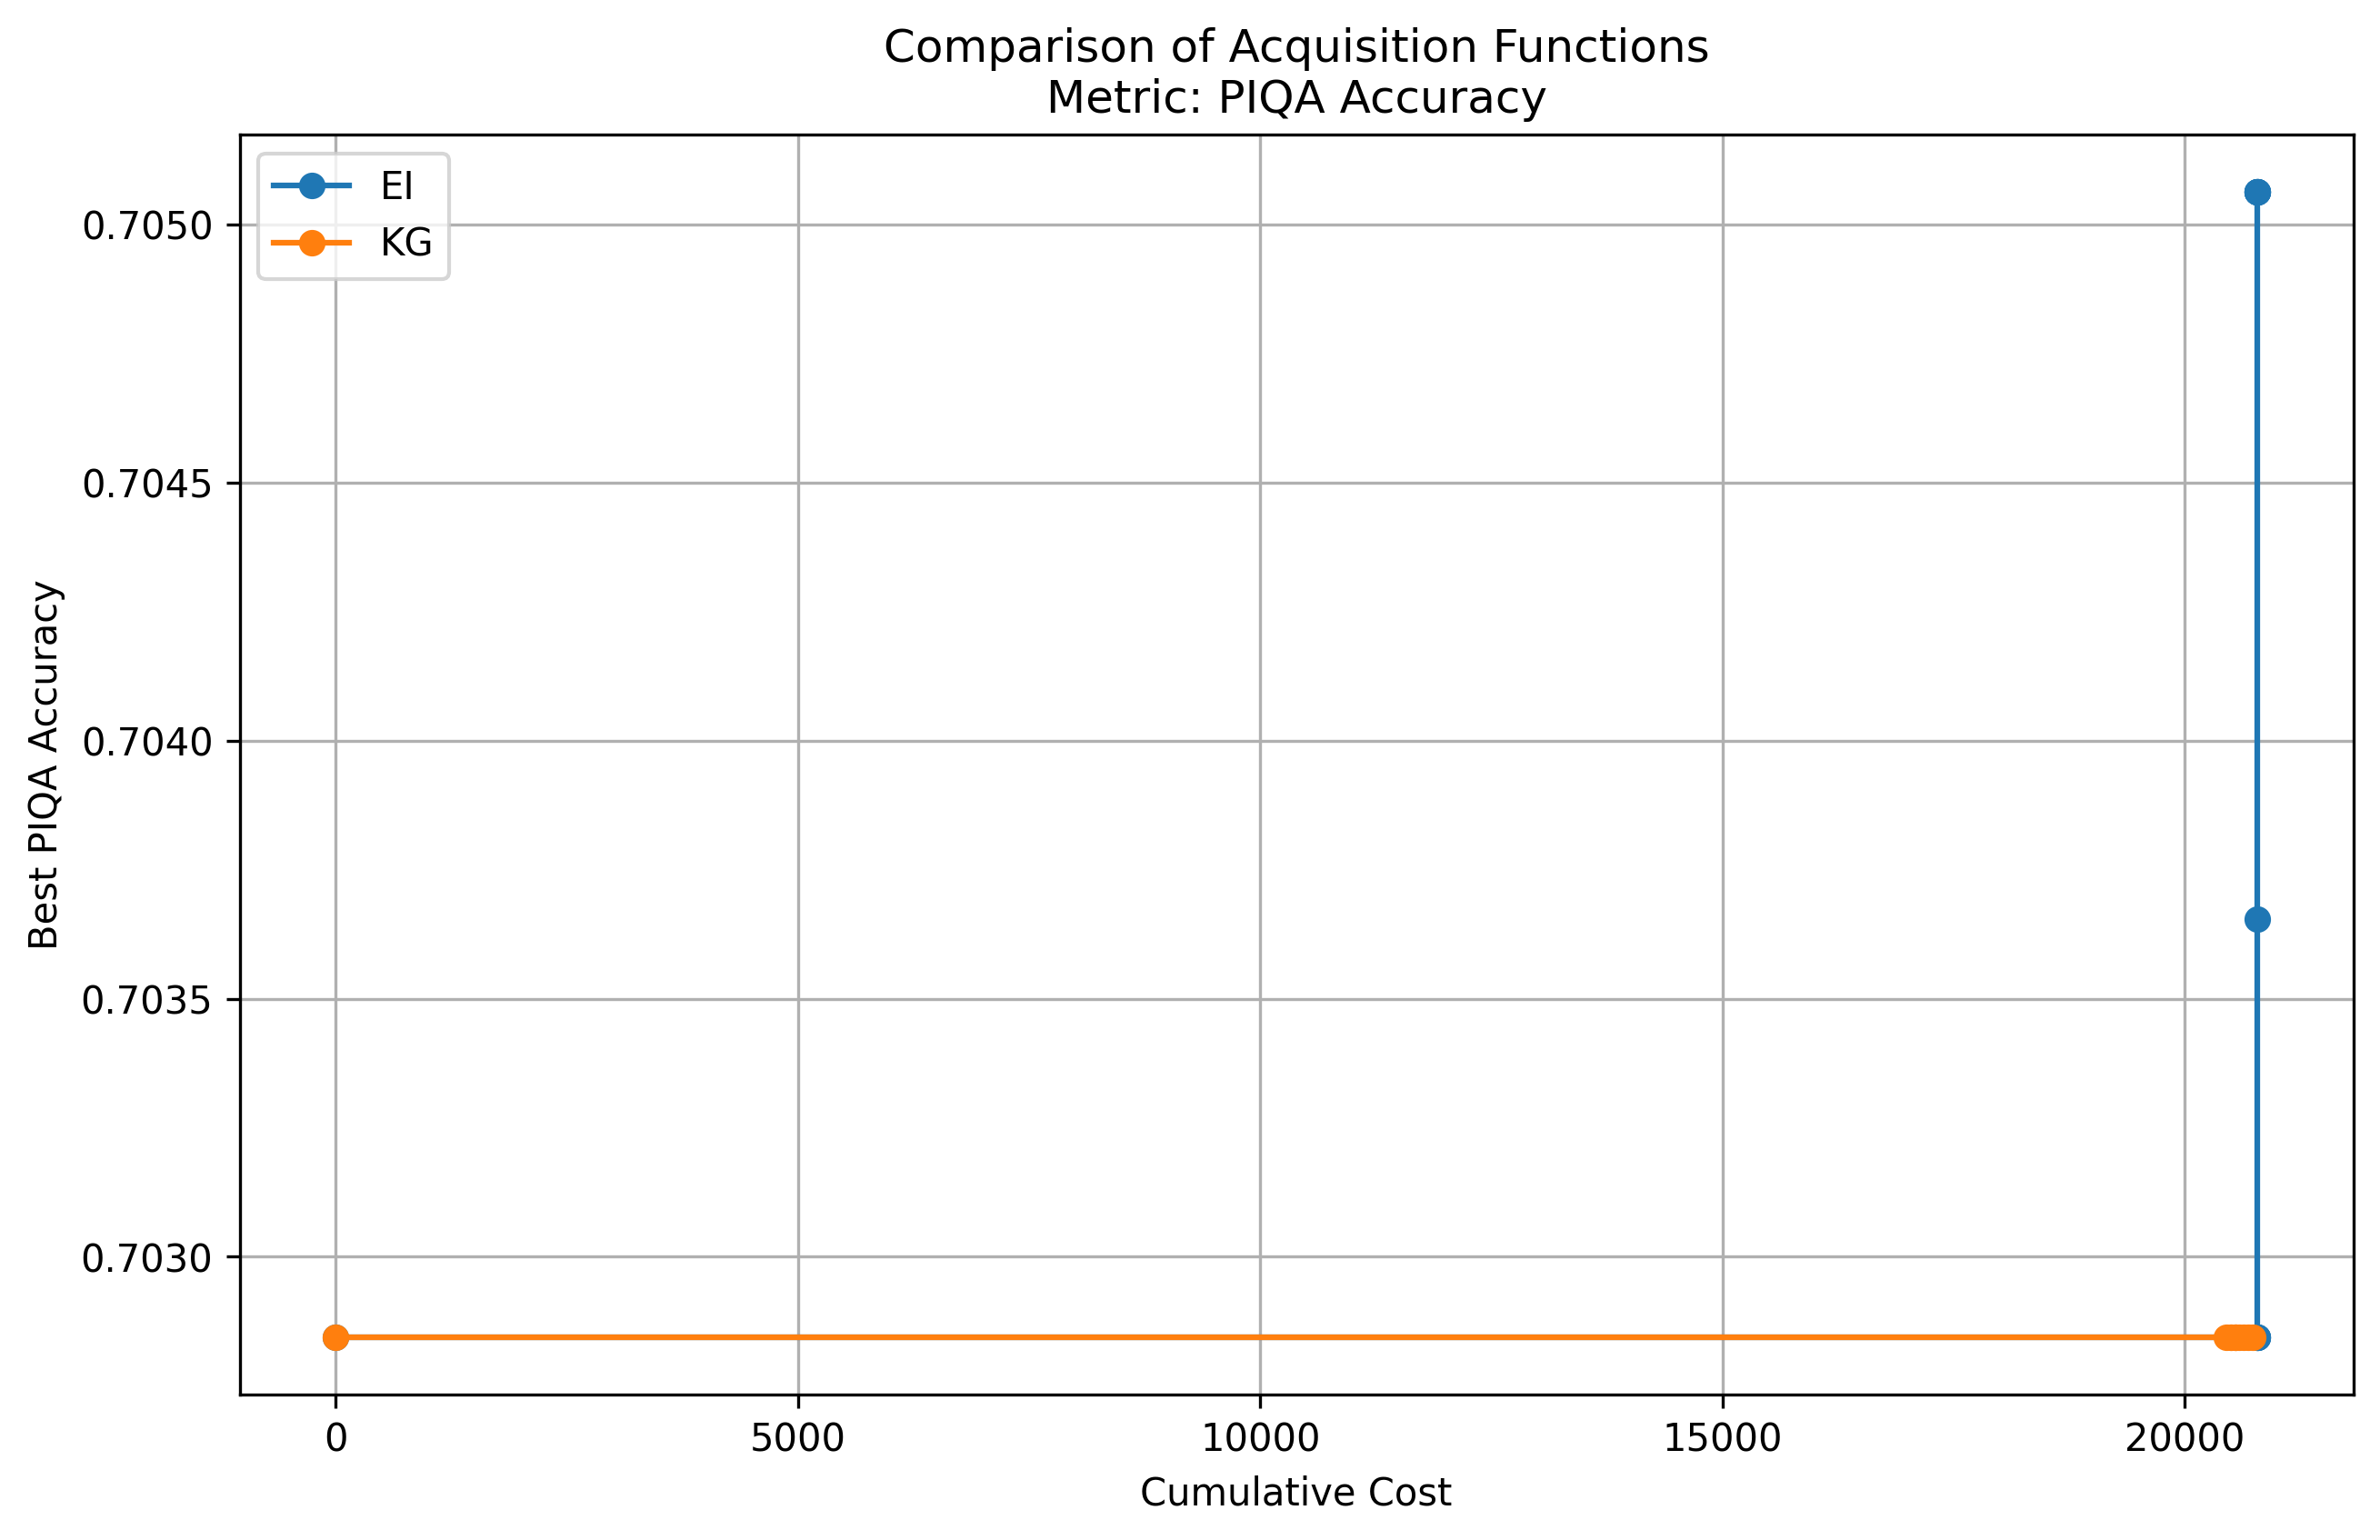 Comparison of Acquisition Functions
Metric: PIQA Accuracy
EI
KG
Best PIQA Accuracy
0.7050
0.7045
0.7040
0.7035
0.7030
0 5000 10000 15000 20000
Cumulative Cost